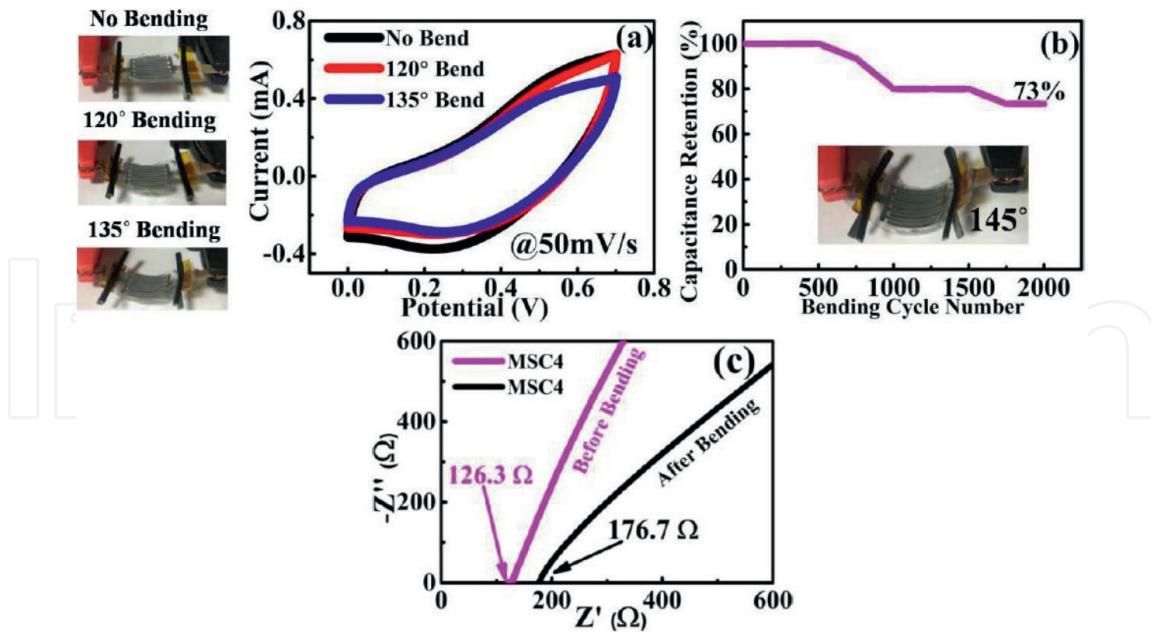 No Bending
120° Bending
135° Bending
(a)
No Bend
120° Bend
135° Bend
@50mV/s
Current (mA)
0.8
0.4
0.0
-0.4
0.0 0.2 0.4 0.6 0.8
Potential (V)
(b)
73%
145°
Capacitance Retention (%)
100
80
60
40
20
0
0 500 1000 1500 2000
Bending Cycle Number
(c)
MSC4
MSC4
Before Bending
After Bending
126.3 Ω
176.7 Ω
-Z'' (Ω)
600
400
200
0
0 200 400 600
Z' (Ω)